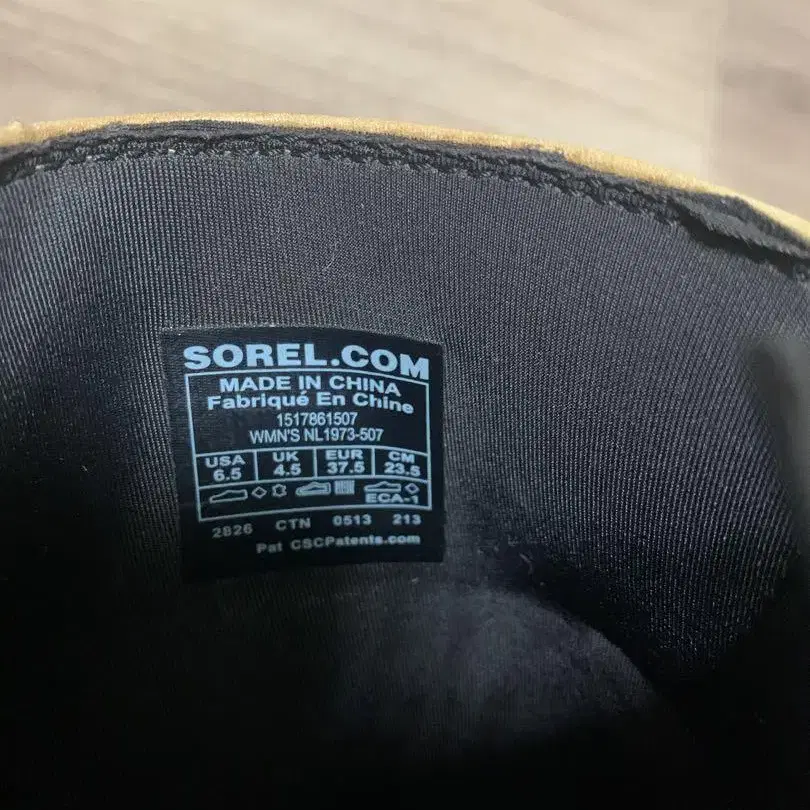 SOREL.COM
MADE IN CHINA
Fabriqué En Chine
1517861507
WMN'S NL1973-507
USA UK EUR CM
6.5 4.5 37.5 23.5
ECA-1
2826 CTN 0513 213
Pat CSCPatents.com